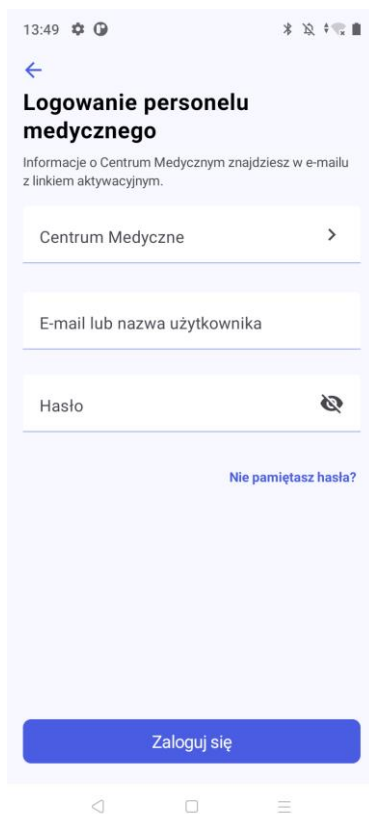 13:49
Logowanie personelu
medycznego
Informacje o Centrum Medycznym znajdziesz w e-mailu
z linkiem aktywacyjnym.
Centrum Medyczne
E-mail lub nazwa użytkownika
Hasło
Nie pamiętasz hasła?
Zaloguj się